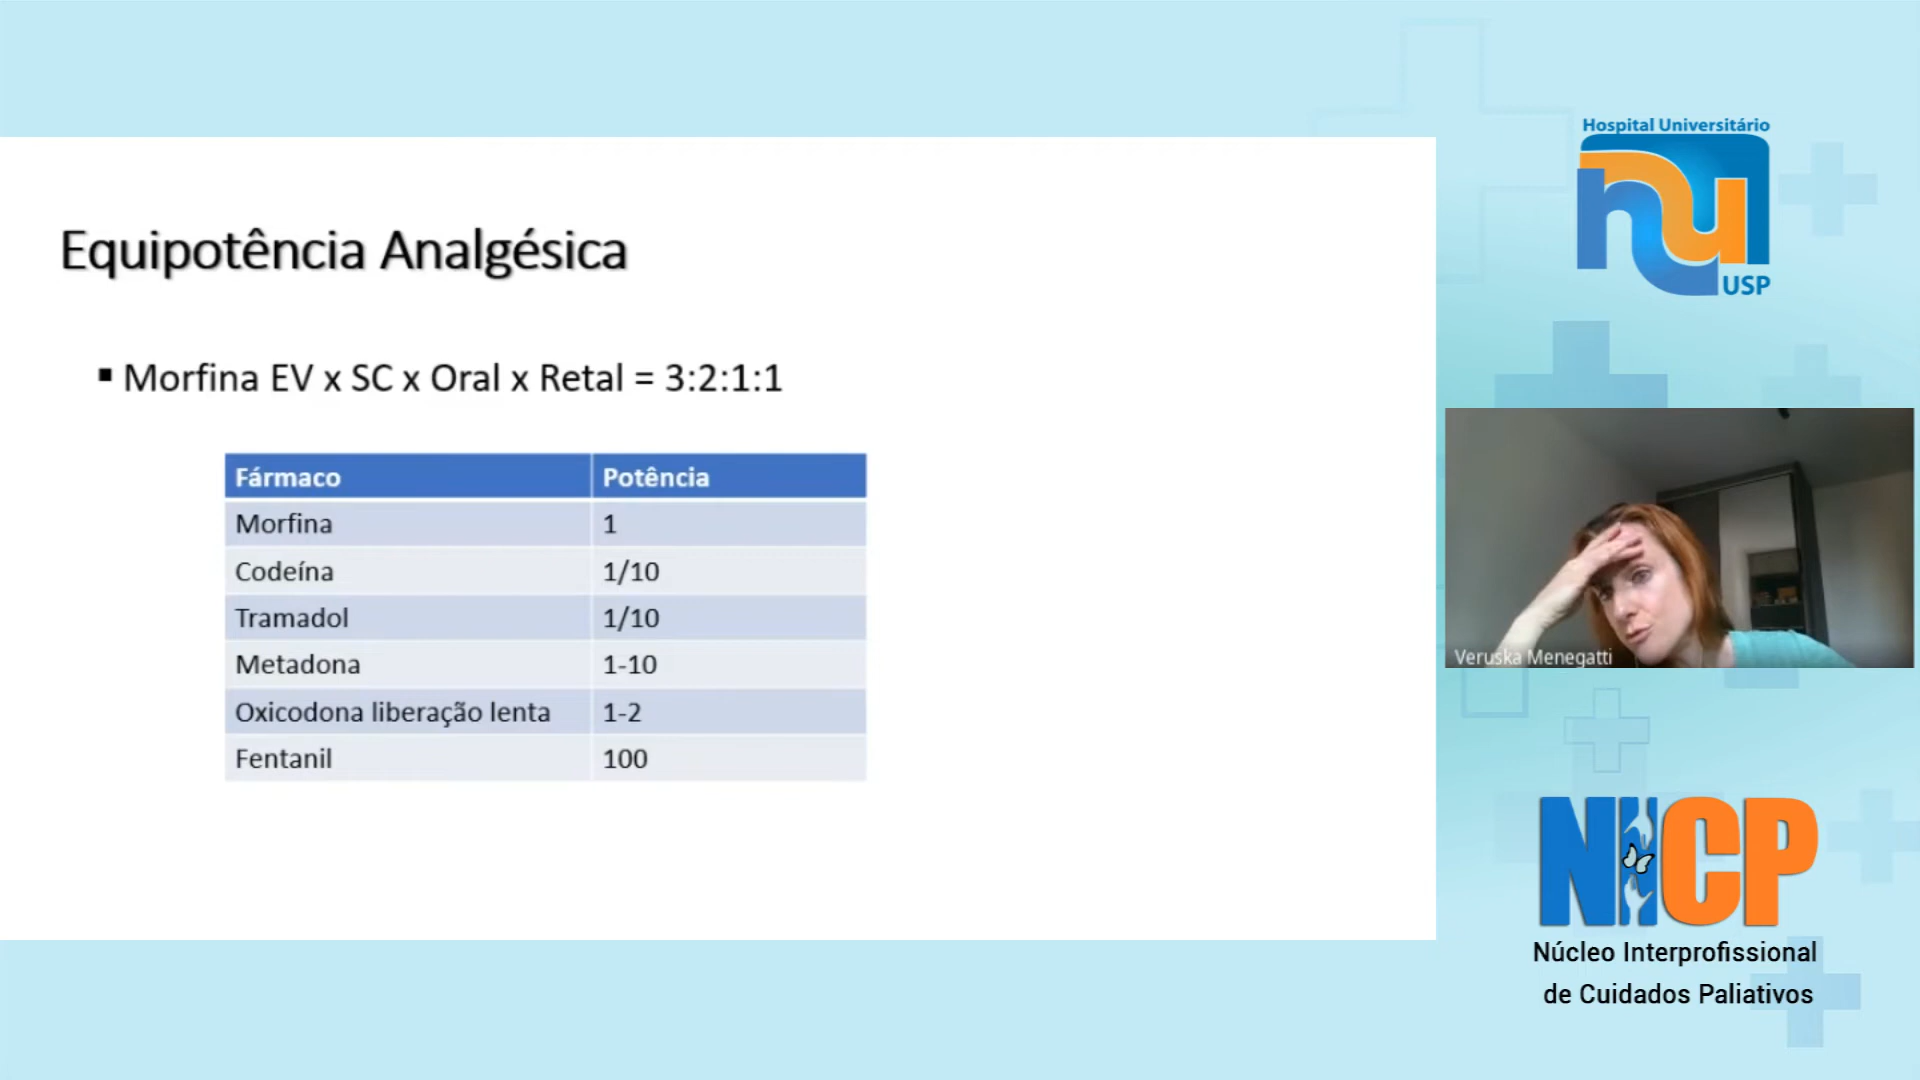 Hospital Universitário
USP
Equipotência Analgésica
▪ Morfina EV x SC x Oral x Retal = 3:2:1:1
Fármaco Potência
Morfina 1
Codeína 1/10
Tramadol 1/10
Metadona 1-10
Oxicodona liberação lenta 1-2
Fentanil 100
Veruska Menegatti
NICP
Núcleo Interprofissional
de Cuidados Paliativos